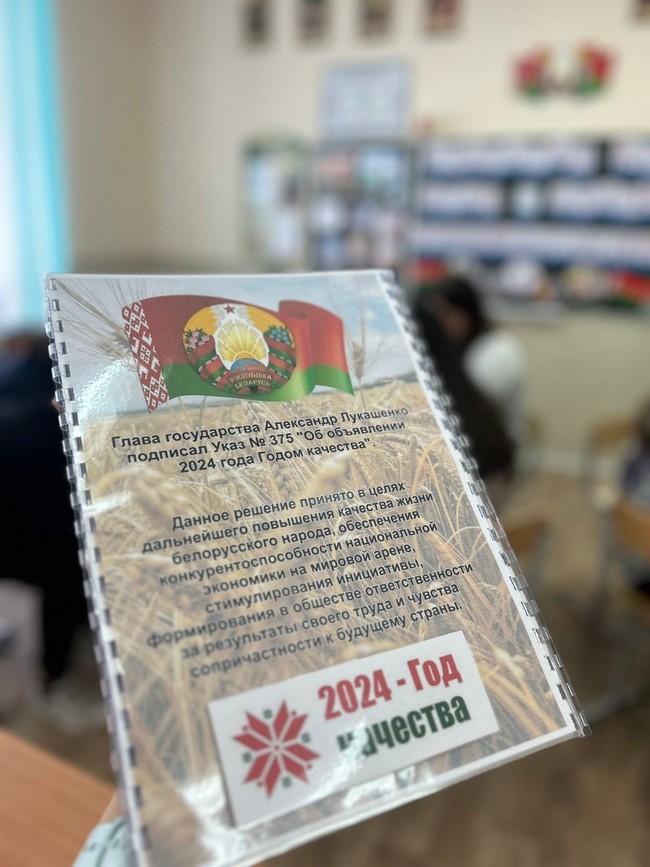 РЭСПУБЛІКА
БЕЛАРУСЬ
Глава государства Александр Лукашенко
подписал Указ № 375 "Об объявлении
2024 года Годом качества".
Данное решение принято в целях
дальнейшего повышения качества жизни
белорусского народа, обеспечения
конкурентоспособности национальной
экономики на мировой арене,
стимулирования инициативы,
формирования в обществе ответственности
за результаты своего труда и чувства
сопричастности к будущему страны.
2024 - Год
качества